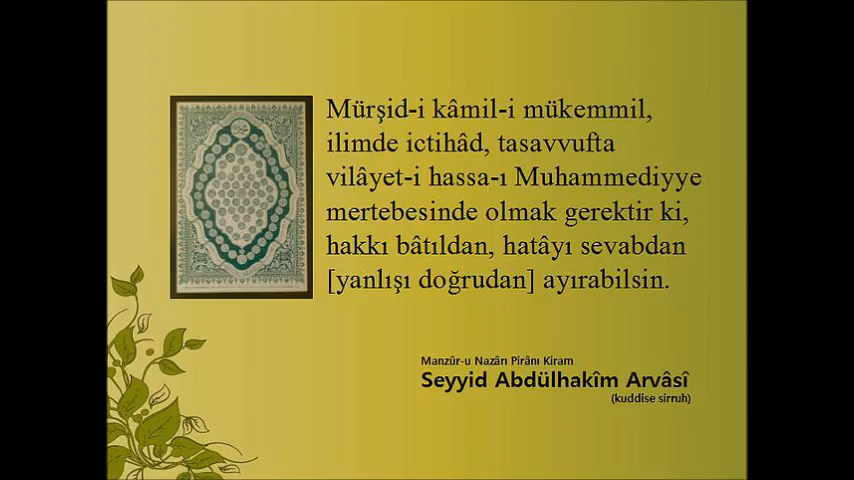 Mürşid-i kâmil-i mükemmil,
ilimde ictihâd, tasavvufta
vilâyet-i hassa-ı Muhammediyye
mertebesinde olmak gerektir ki,
hakkı bâtıldan, hatâyı sevabdan
[yanlışı doğrudan] ayırabilsin.
Manzûr-u Nazârı Pirânı Kiram
Seyyid Abdülhakîm Arvâsî
(kuddise sirruh)